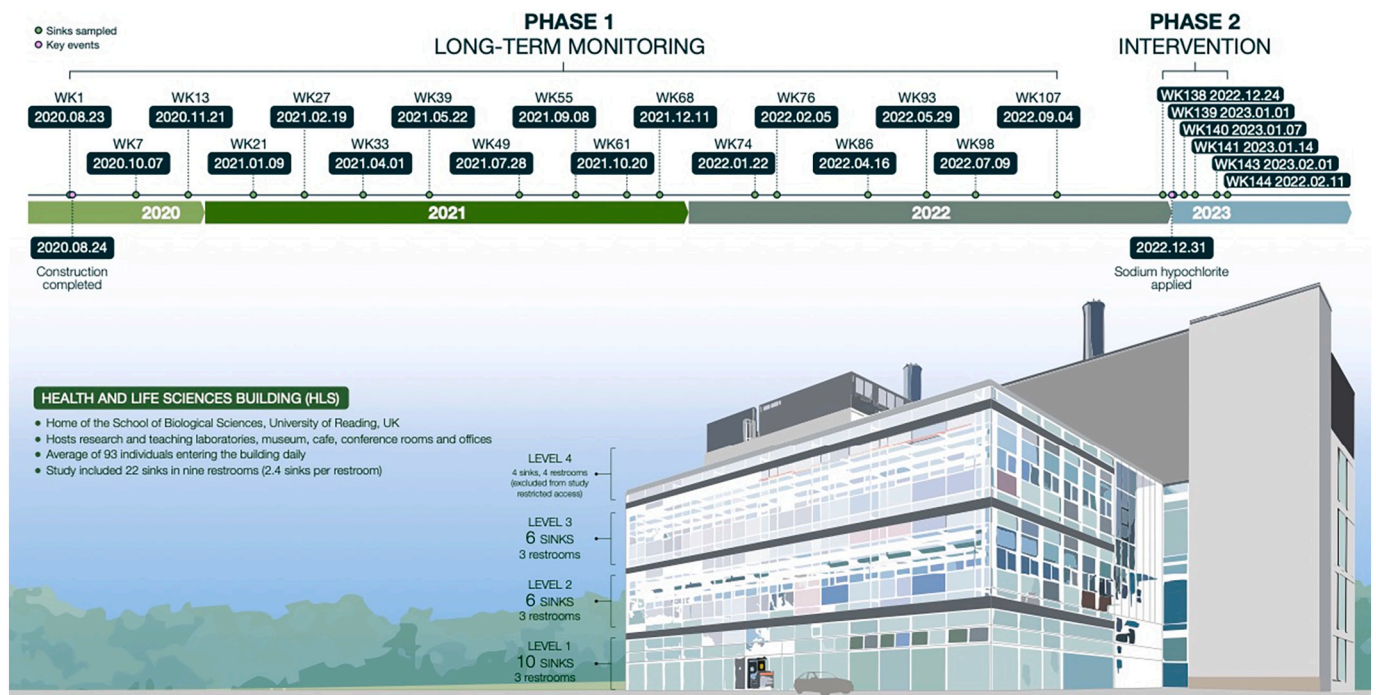 PHASE 1
LONG-TERM MONITORING
PHASE 2
INTERVENTION
Sinks sampled
Key events
WK1
2020.08.23
WK7
2020.10.07
WK13
2020.11.21
WK21
2021.01.09
WK27
2021.02.19
WK33
2021.04.01
WK39
2021.05.22
WK49
2021.07.28
WK55
2021.09.08
WK61
2021.10.20
WK68
2021.12.11
WK74
2022.01.22
WK76
2022.02.05
WK86
2022.04.16
WK93
2022.05.29
WK98
2022.07.09
WK107
2022.09.04
WK138 2022.12.24
WK139 2023.01.01
WK140 2023.01.07
WK141 2023.01.14
WK143 2023.02.01
WK144 2022.02.11
2020
2021
2022
2023
2020.08.24
Construction
completed
2022.12.31
Sodium hypochlorite
applied
HEALTH AND LIFE SCIENCES BUILDING (HLS)
• Home of the School of Biological Sciences, University of Reading, UK
• Hosts research and teaching laboratories, museum, cafe, conference rooms and offices
• Average of 93 individuals entering the building daily
• Study included 22 sinks in nine restrooms (2.4 sinks per restroom)
LEVEL 4
4 sinks, 4 restrooms
(excluded from study
restricted access)
LEVEL 3
6 SINKS
3 restrooms
LEVEL 2
6 SINKS
3 restrooms
LEVEL 1
10 SINKS
3 restrooms